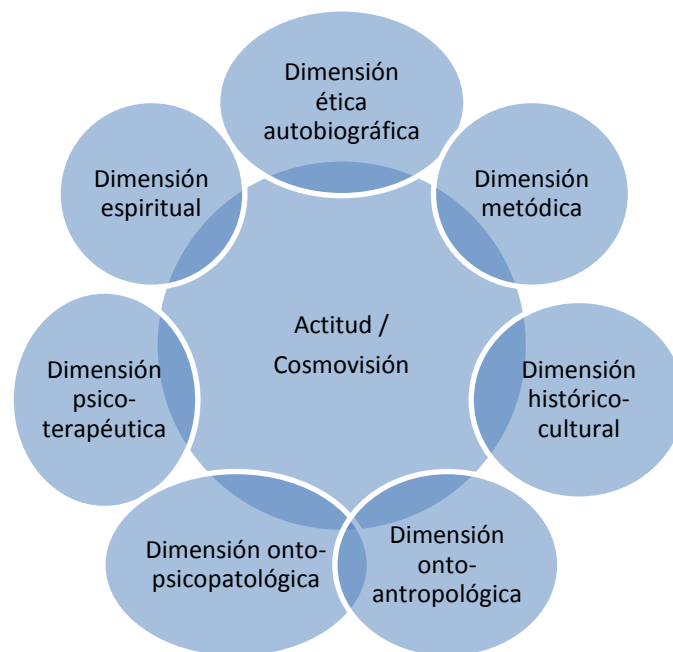 Dimensión
ética
autobiográfica
Dimensión
metódica
Dimensión
histórico-
cultural
Dimensión
onto-
antropológica
Dimensión onto-
psicopatológica
Dimensión
psico-
terapéutica
Dimensión
espiritual
Actitud /
Cosmovisión